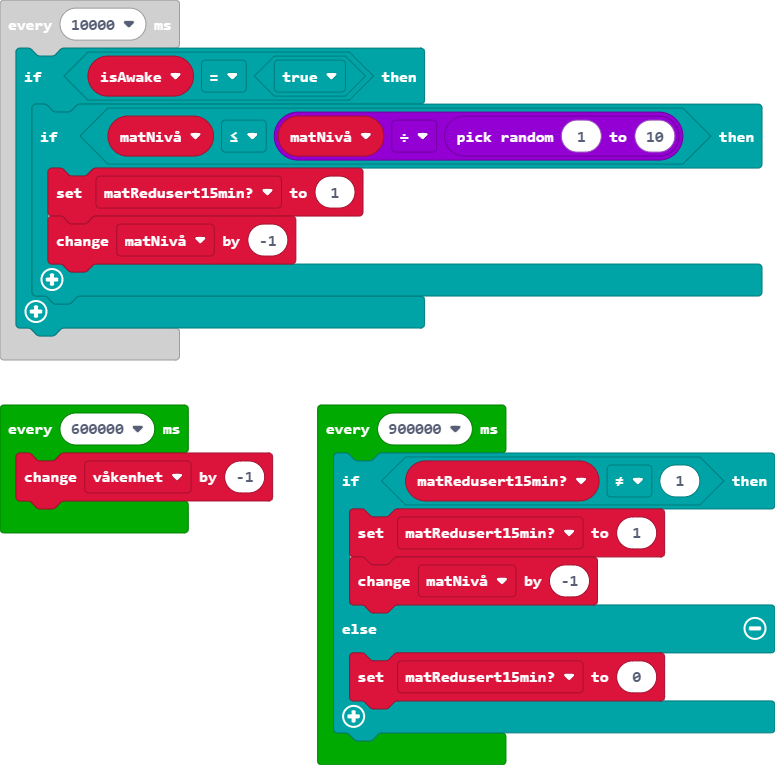 every 10000 ms
if isAwake = true then
if matNivå ≤ matNivå ÷ pick random 1 to 10 then
set matRedusert15min? to 1
change matNivå by -1
every 600000 ms
change våkenhet by -1
every 900000 ms
if matRedusert15min? ≠ 1 then
set matRedusert15min? to 1
change matNivå by -1
else
set matRedusert15min? to 0